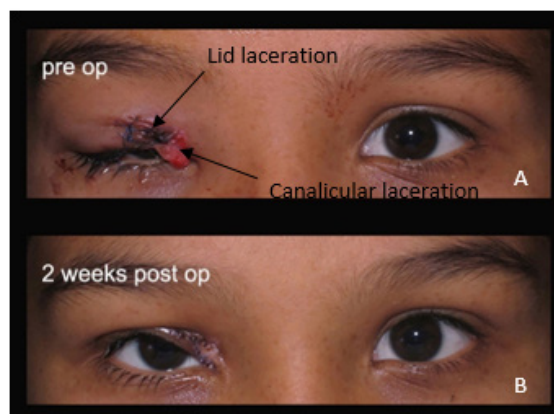 pre op
Lid laceration
Canalicular laceration
A
2 weeks post op
B